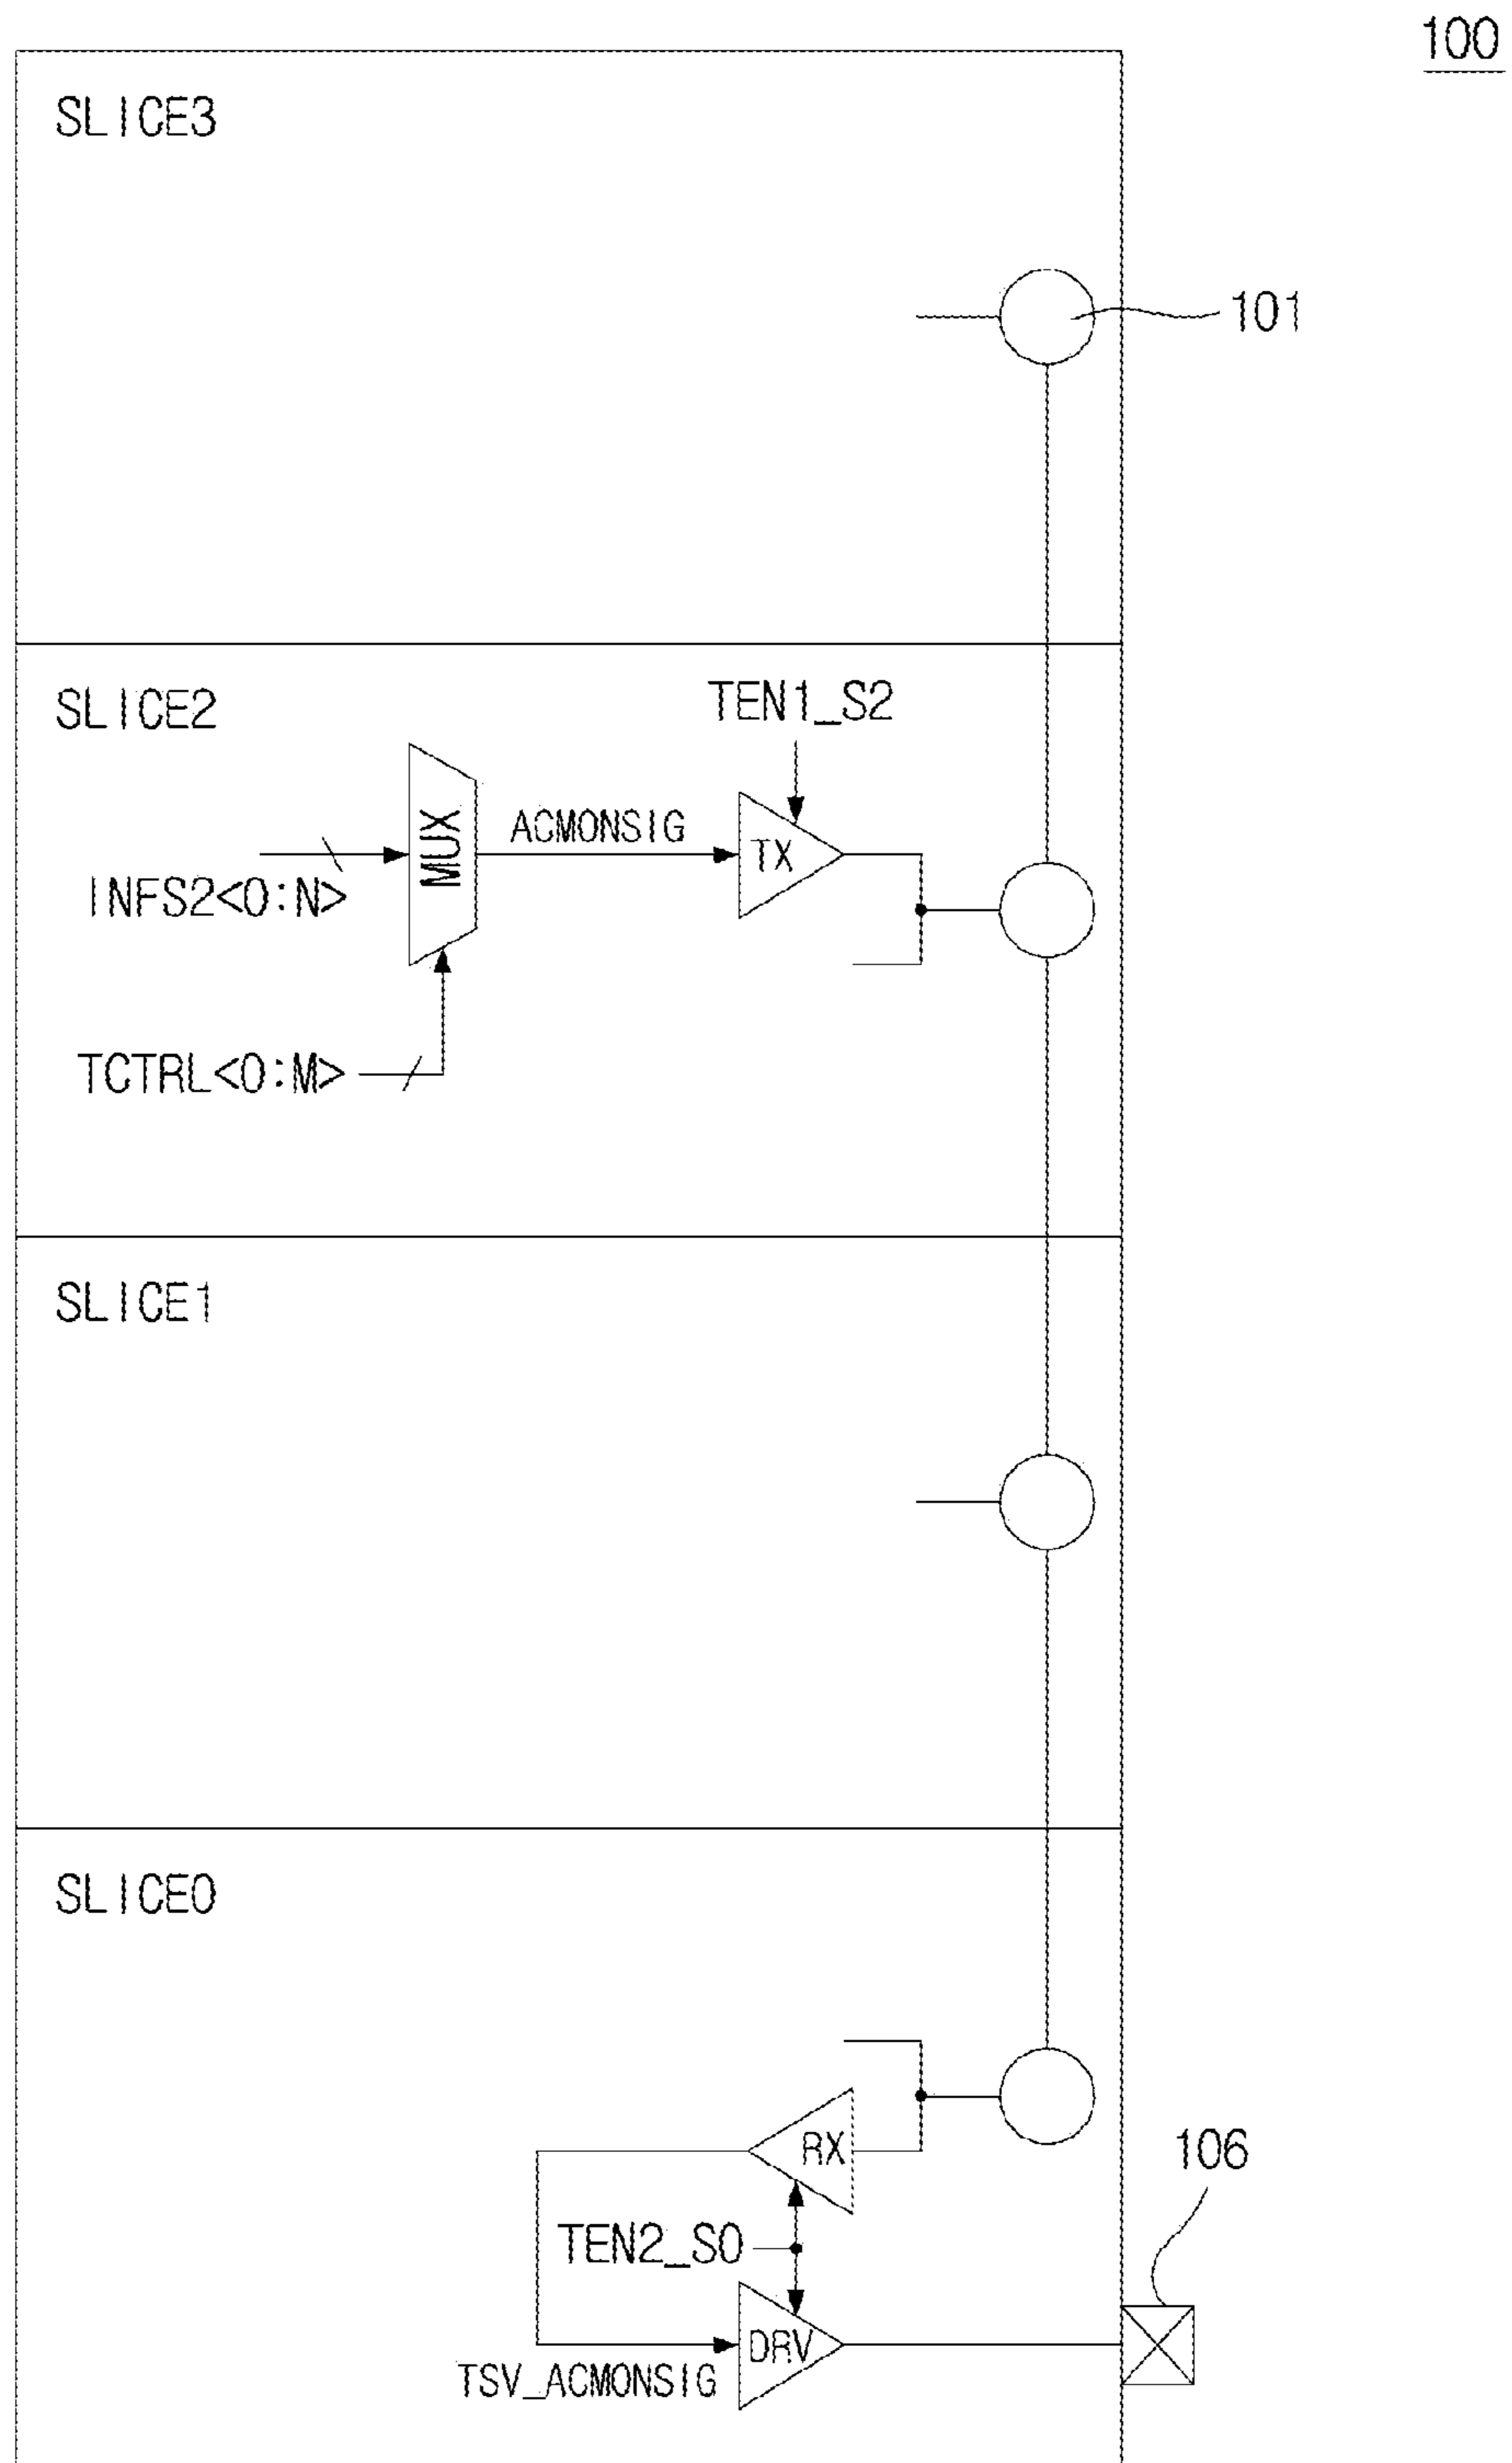 100
SLICE3
101
SLICE2
TEN1_S2
MUX
ACMONSIG
TX
INFS2<0:N>
TCTRL<0:M>
SLICE1
SLICE0
RX
106
TEN2_S0
DRV
TSV_ACMONSIG